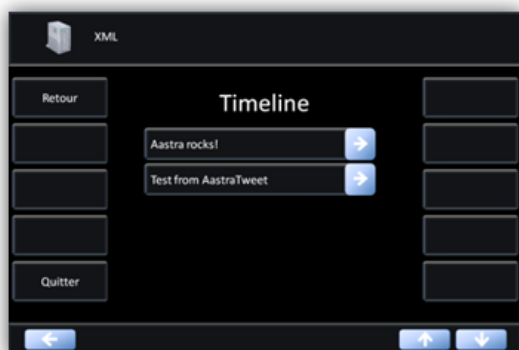 XML
Retour
Timeline
Aastra rocks!
Test from AastraTweet
Quitter